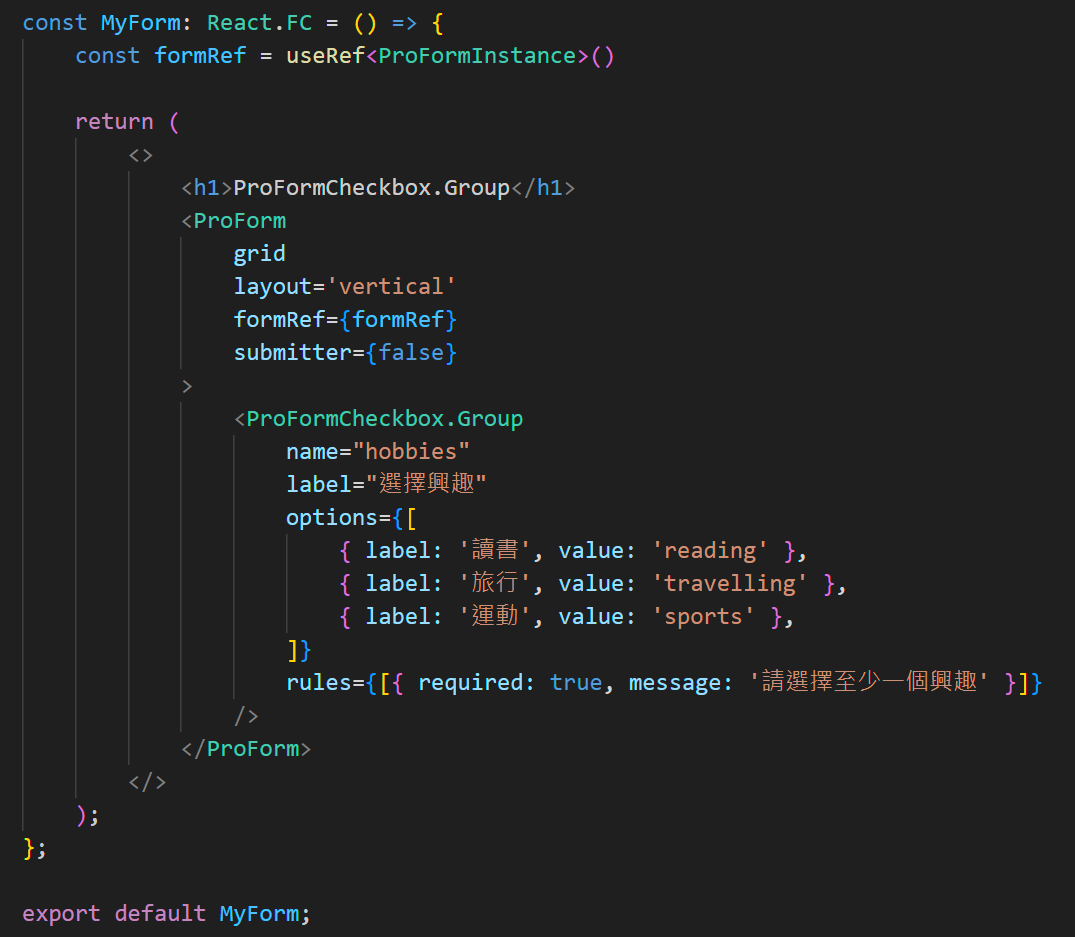 const MyForm: React.FC = () => {
    const formRef = useRef<ProFormInstance>()

    return (
        <>
            <h1>ProFormCheckbox.Group</h1>
            <ProForm
                grid
                layout='vertical'
                formRef={formRef}
                submitter={false}
            >
                <ProFormCheckbox.Group
                    name="hobbies"
                    label="選擇興趣"
                    options={[
                        { label: '讀書', value: 'reading' },
                        { label: '旅行', value: 'travelling' },
                        { label: '運動', value: 'sports' },
                    ]}
                    rules={[{ required: true, message: '請選擇至少一個興趣' }]}
                />
            </ProForm>
        </>
    );
};

export default MyForm;